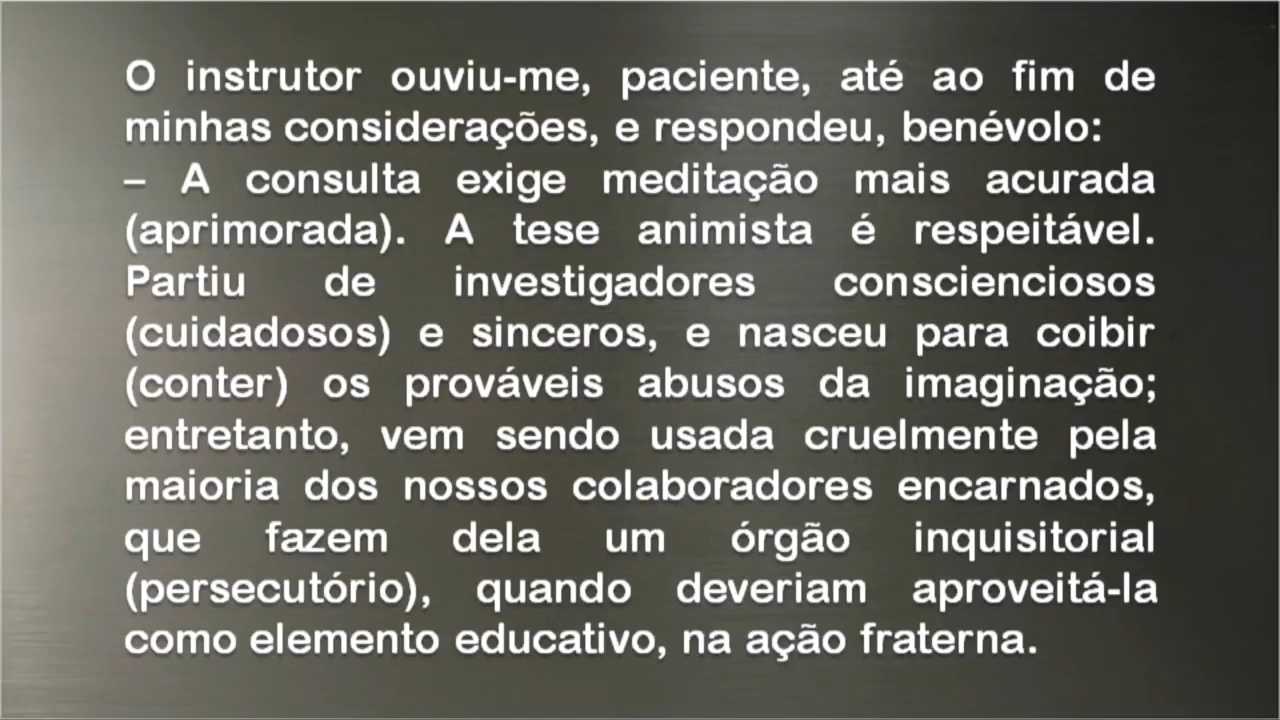 O instrutor ouviu-me, paciente, até ao fim de
minhas considerações, e respondeu, benévolo:
– A consulta exige meditação mais acurada
(aprimorada). A tese animista é respeitável.
Partiu de investigadores conscienciosos
(cuidadosos) e sinceros, e nasceu para coibir
(conter) os prováveis abusos da imaginação;
entretanto, vem sendo usada cruelmente pela
maioria dos nossos colaboradores encarnados,
que fazem dela um órgão inquisitorial
(persecutório), quando deveriam aproveitá-la
como elemento educativo, na ação fraterna.